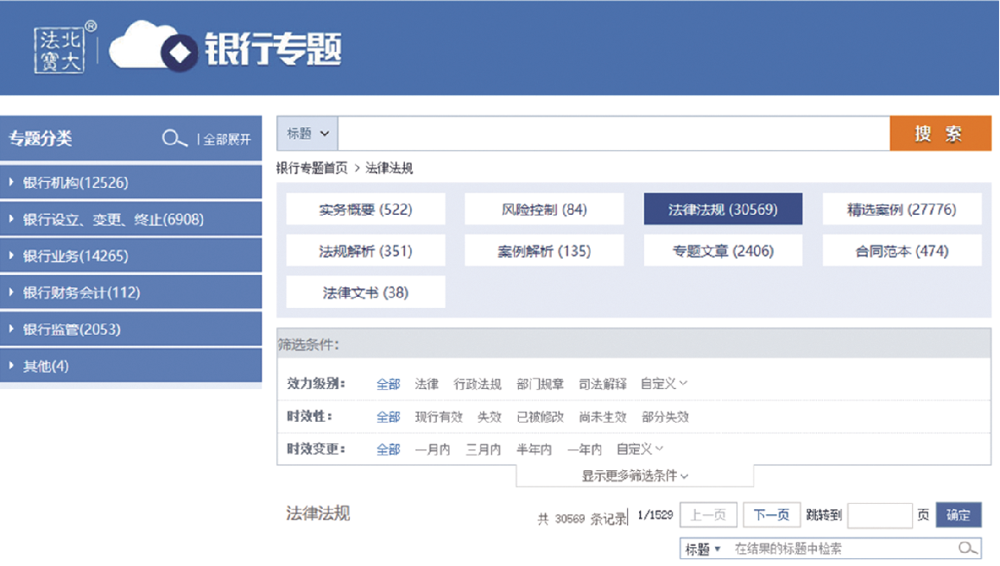 北大法宝® | 银行专题
专题分类 | 全部展开
银行机构(12526)
银行设立、变更、终止(6908)
银行业务(14265)
银行财务会计(112)
银行监管(2053)
其他(4)
标题 搜 索
银行专题首页 > 法律法规
实务概要 (522) 风险控制 (84) 法律法规 (30569) 精选案例 (27776)
法规解析 (351) 案例解析 (135) 专题文章 (2406) 合同范本 (474)
法律文书 (38)
筛选条件:
效力级别: 全部 法律 行政法规 部门规章 司法解释 自定义
时效性: 全部 现行有效 失效 已被修改 尚未生效 部分失效
时效变更: 全部 一月内 三月内 半年内 一年内 自定义
显示更多筛选条件
法律法规 共 30569 条记录 1/1529 上一页 下一页 跳转到 页 确定
标题 在结果的标题中检索